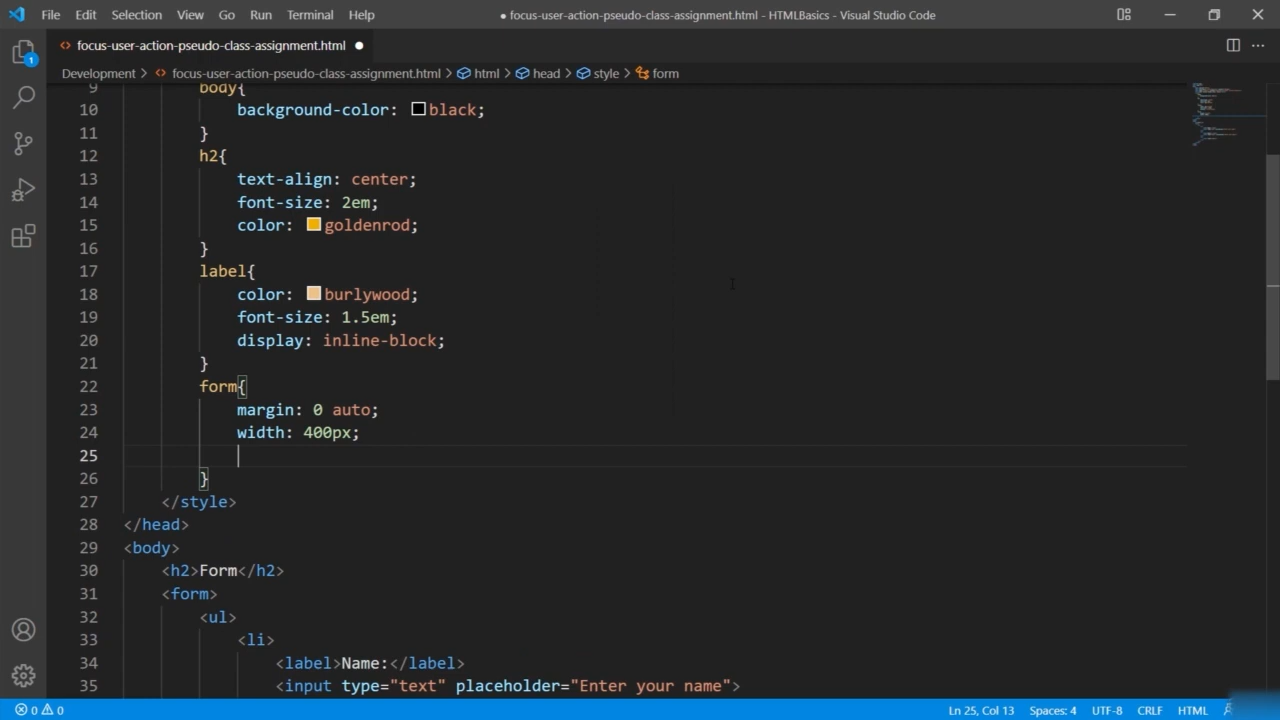 File Edit Selection View Go Run Terminal Help ● focus-user-action-pseudo-class-assignment.html - HTMLBasics - Visual Studio Code
focus-user-action-pseudo-class-assignment.html ●
Development > focus-user-action-pseudo-class-assignment.html > html > head > style > form
1
9 body{
10 background-color: black;
11 }
12 h2{
13 text-align: center;
14 font-size: 2em;
15 color: goldenrod;
16 }
17 label{
18 color: burlywood;
19 font-size: 1.5em;
20 display: inline-block;
21 }
22 form{
23 margin: 0 auto;
24 width: 400px;
25
26 }
27 </style>
28 </head>
29 <body>
30 <h2>Form</h2>
31 <form>
32 <ul>
33 <li>
34 <label>Name:</label>
35 <input type="text" placeholder="Enter your name">
0 0 Ln 25, Col 13 Spaces: 4 UTF-8 CRLF HTML